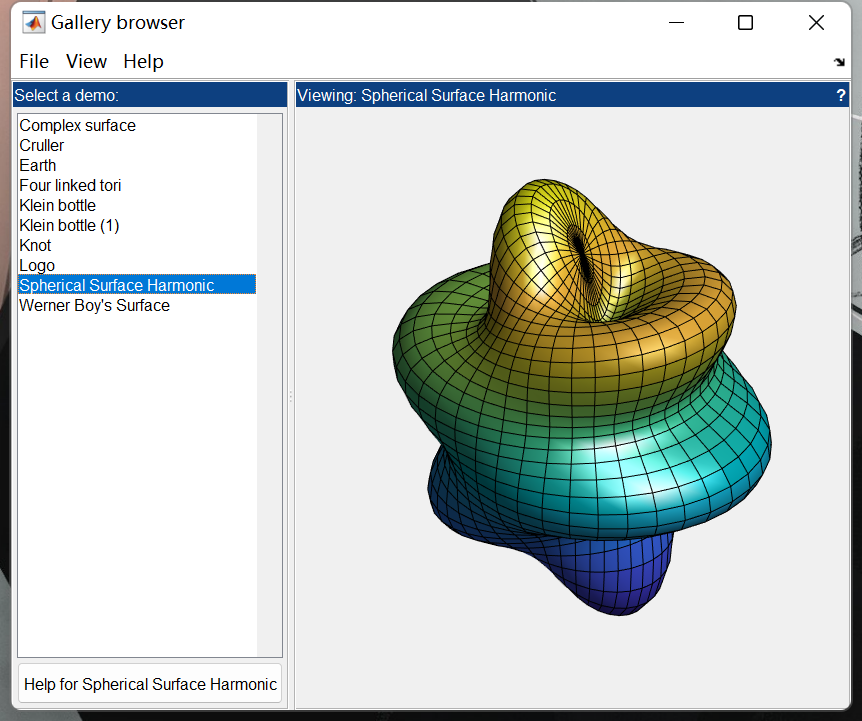 Gallery browser
File View Help
Select a demo:
Viewing: Spherical Surface Harmonic ?
Complex surface
Cruller
Earth
Four linked tori
Klein bottle
Klein bottle (1)
Knot
Logo
Spherical Surface Harmonic
Werner Boy's Surface
Help for Spherical Surface Harmonic